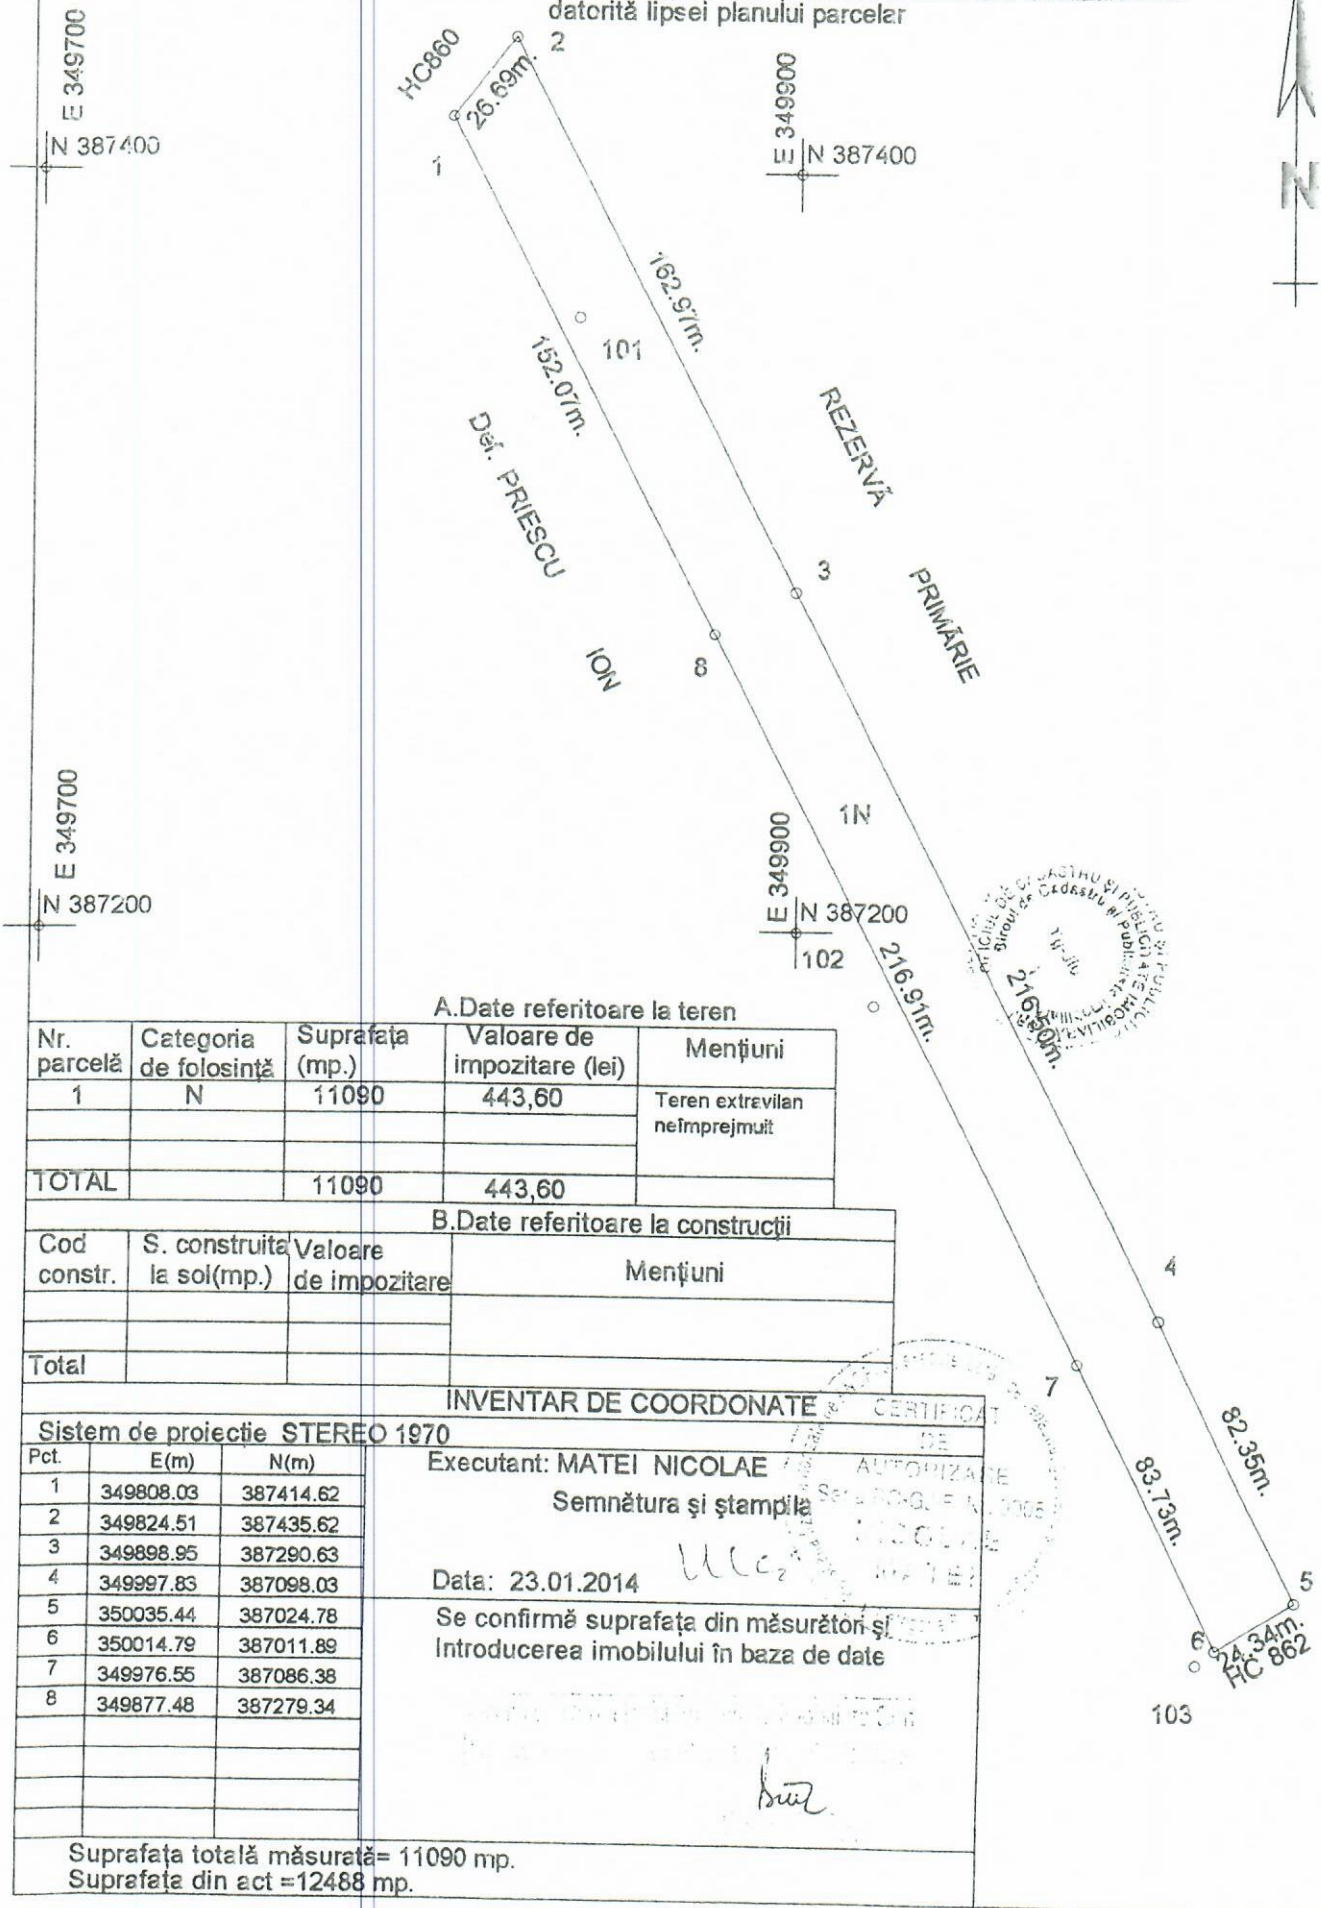 datorită lipsei planului parcelar
E 349700
N 387400
HC860
26.69m.
2
1
E 349900
N 387400
N
162.97m.
101
152.07m.
REZERVĂ
PRIMĂRIE
Def. PRIESCU
ION
3
8
1N
E 349700
N 387200
E 349900
N 387200
102
216.91m.
216.50m.
A.Date referitoare la teren
Nr. parcelă Categoria de folosință Suprafața (mp.) Valoare de impozitare (lei) Mențiuni
1 N 11090 443,60 Teren extravilan neîmprejmuit
TOTAL 11090 443,60
B.Date referitoare la construcții
Cod constr. S. construita la sol(mp.) Valoare de impozitare Mențiuni
Total
4
7
82.35m.
83.73m.
5
6
24.34m.
HC 862
103
INVENTAR DE COORDONATE
Sistem de proiectie STEREO 1970
Pct. E(m) N(m)
1 349808.03 387414.62
2 349824.51 387435.62
3 349898.95 387290.63
4 349997.83 387098.03
5 350035.44 387024.78
6 350014.79 387011.89
7 349976.55 387086.38
8 349877.48 387279.34
Executant: MATEI NICOLAE
Semnătura și ștampila
Data: 23.01.2014
CERTIFICAT
DE
AUTORIZARE
Se confirmă suprafața din măsurători și
Introducerea imobilului în baza de date
Suprafața totală măsurată= 11090 mp.
Suprafața din act =12488 mp.